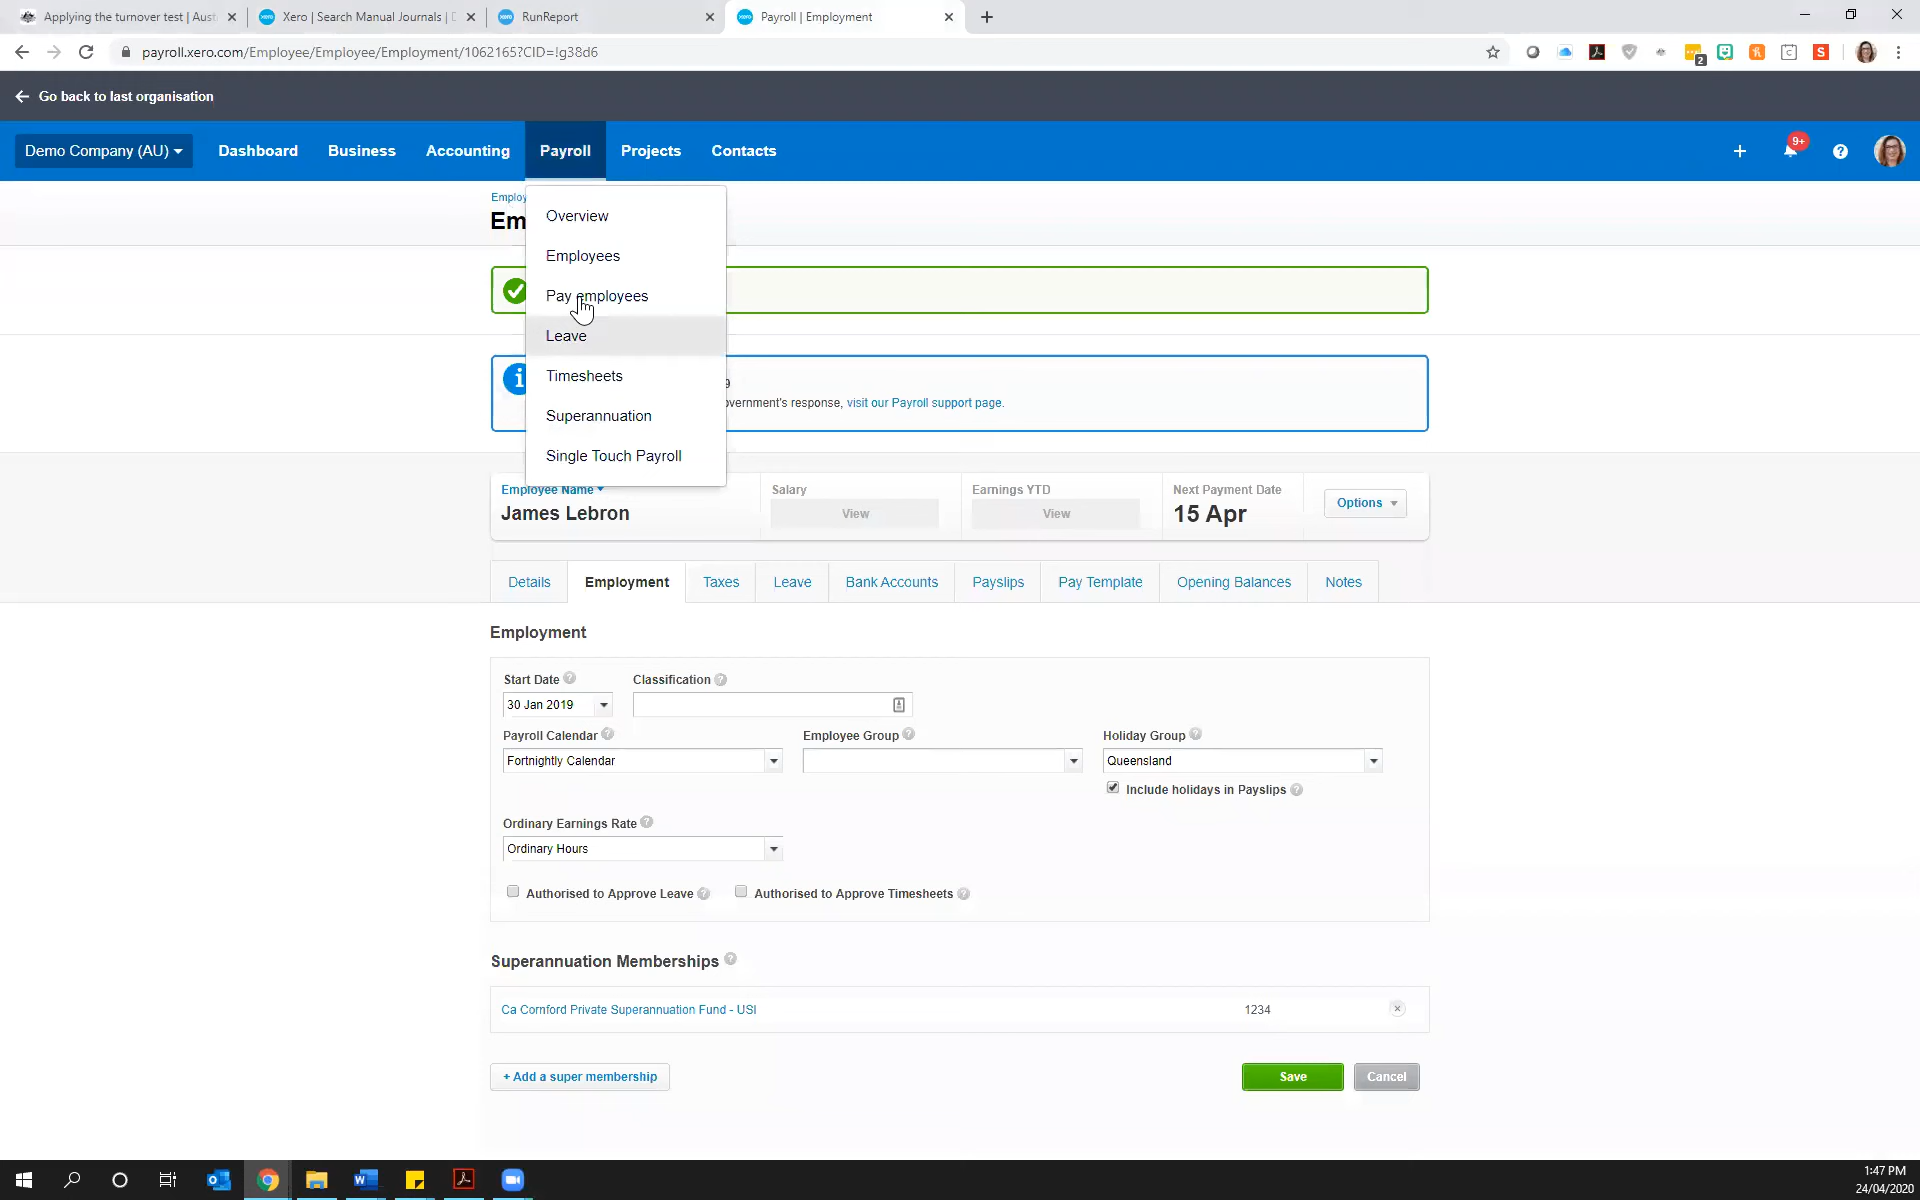 Applying the turnover test | Aust
Xero | Search Manual Journals | D
RunReport
Payroll | Employment
payroll.xero.com/Employee/Employee/Employment/1062165?CID=!g38d6
2
Go back to last organisation
Demo Company (AU)
Dashboard
Business
Accounting
Payroll
Projects
Contacts
9+
Employ
Em
Overview
Employees
Pay employees
Leave
Timesheets
Superannuation
Single Touch Payroll
9
overnment's response, visit our Payroll support page.
Employee Name
James Lebron
Salary
View
Earnings YTD
View
Next Payment Date
15 Apr
Options
Details
Employment
Taxes
Leave
Bank Accounts
Payslips
Pay Template
Opening Balances
Notes
Employment
Start Date
Classification
30 Jan 2019
Payroll Calendar
Employee Group
Holiday Group
Fortnightly Calendar
Queensland
Include holidays in Payslips
Ordinary Earnings Rate
Ordinary Hours
Authorised to Approve Leave
Authorised to Approve Timesheets
Superannuation Memberships
Ca Cornford Private Superannuation Fund - USI
1234
+ Add a super membership
Save
Cancel
1:47 PM
24/04/2020